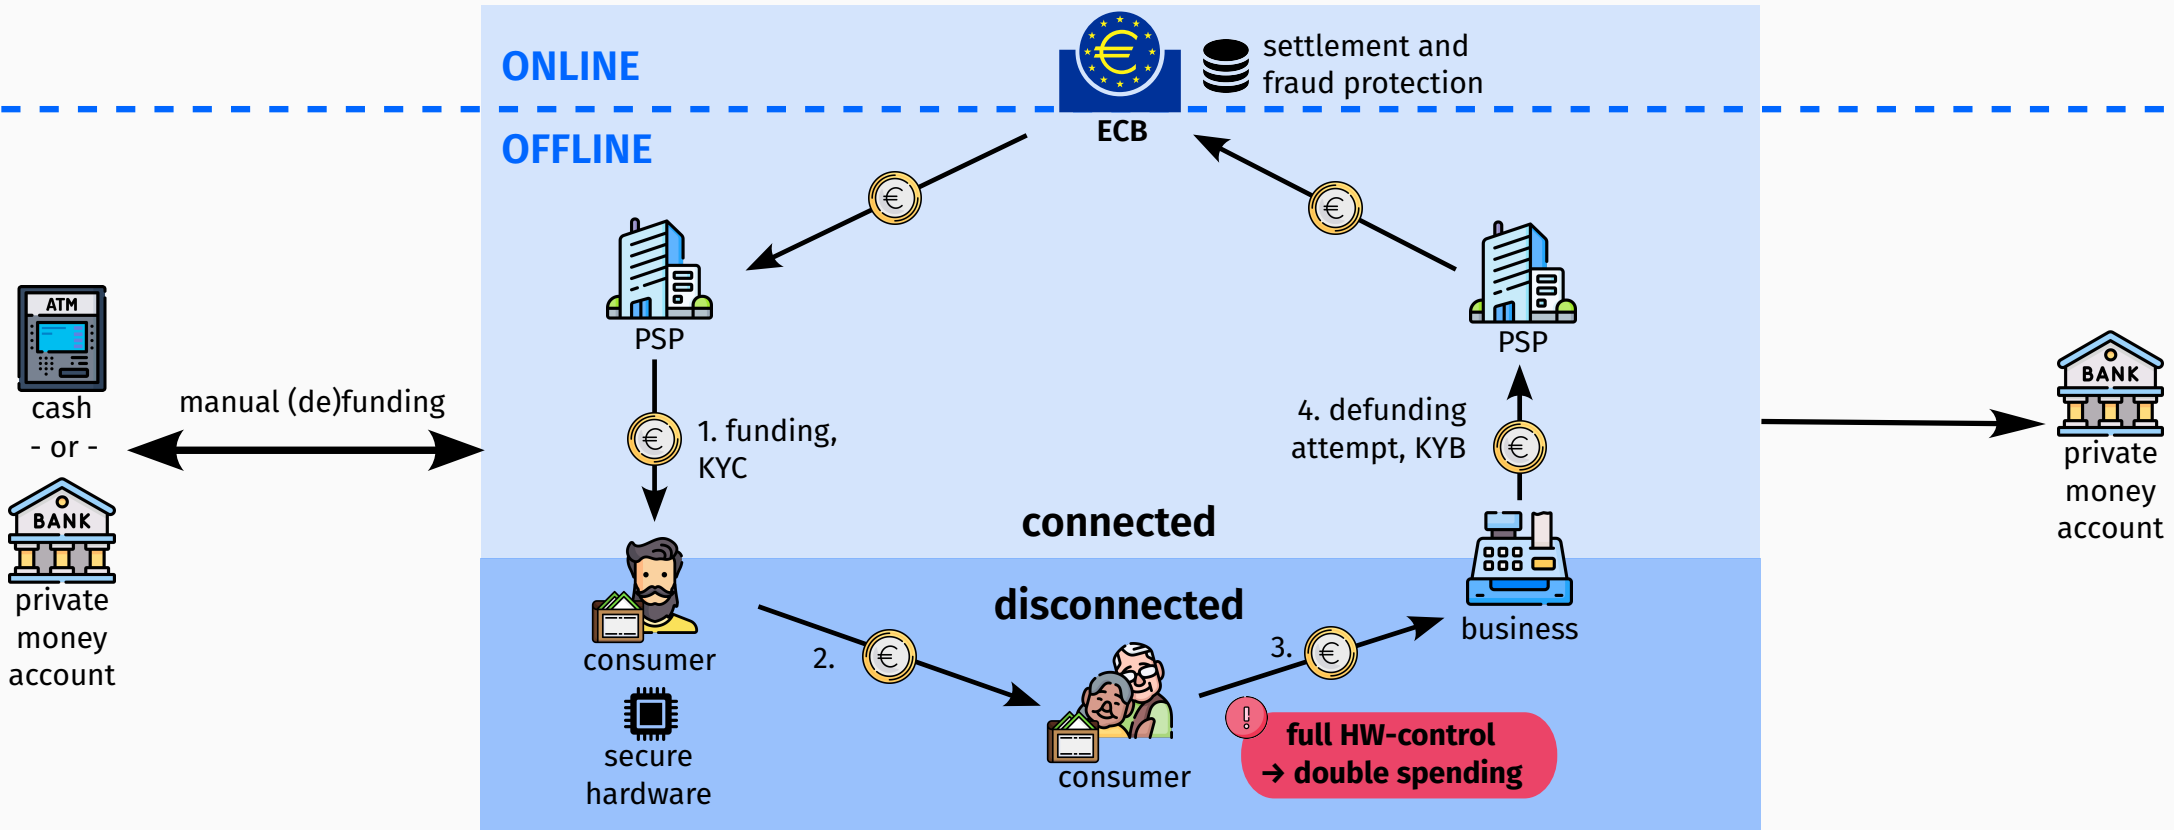 ONLINE
settlement and
fraud protection
ECB
OFFLINE
€
€
€
PSP
PSP
ATM
cash
- or -
BANK
private
money
account
manual (de)funding
€
1. funding,
KYC
4. defunding
attempt, KYB
€
BANK
private
money
account
connected
disconnected
consumer
secure
hardware
2.
€
consumer
3.
€
business
!
full HW-control
→ double spending